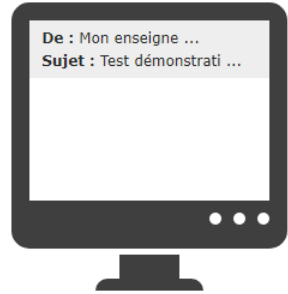 De : Mon enseigne ...
Sujet : Test démonstrati ...